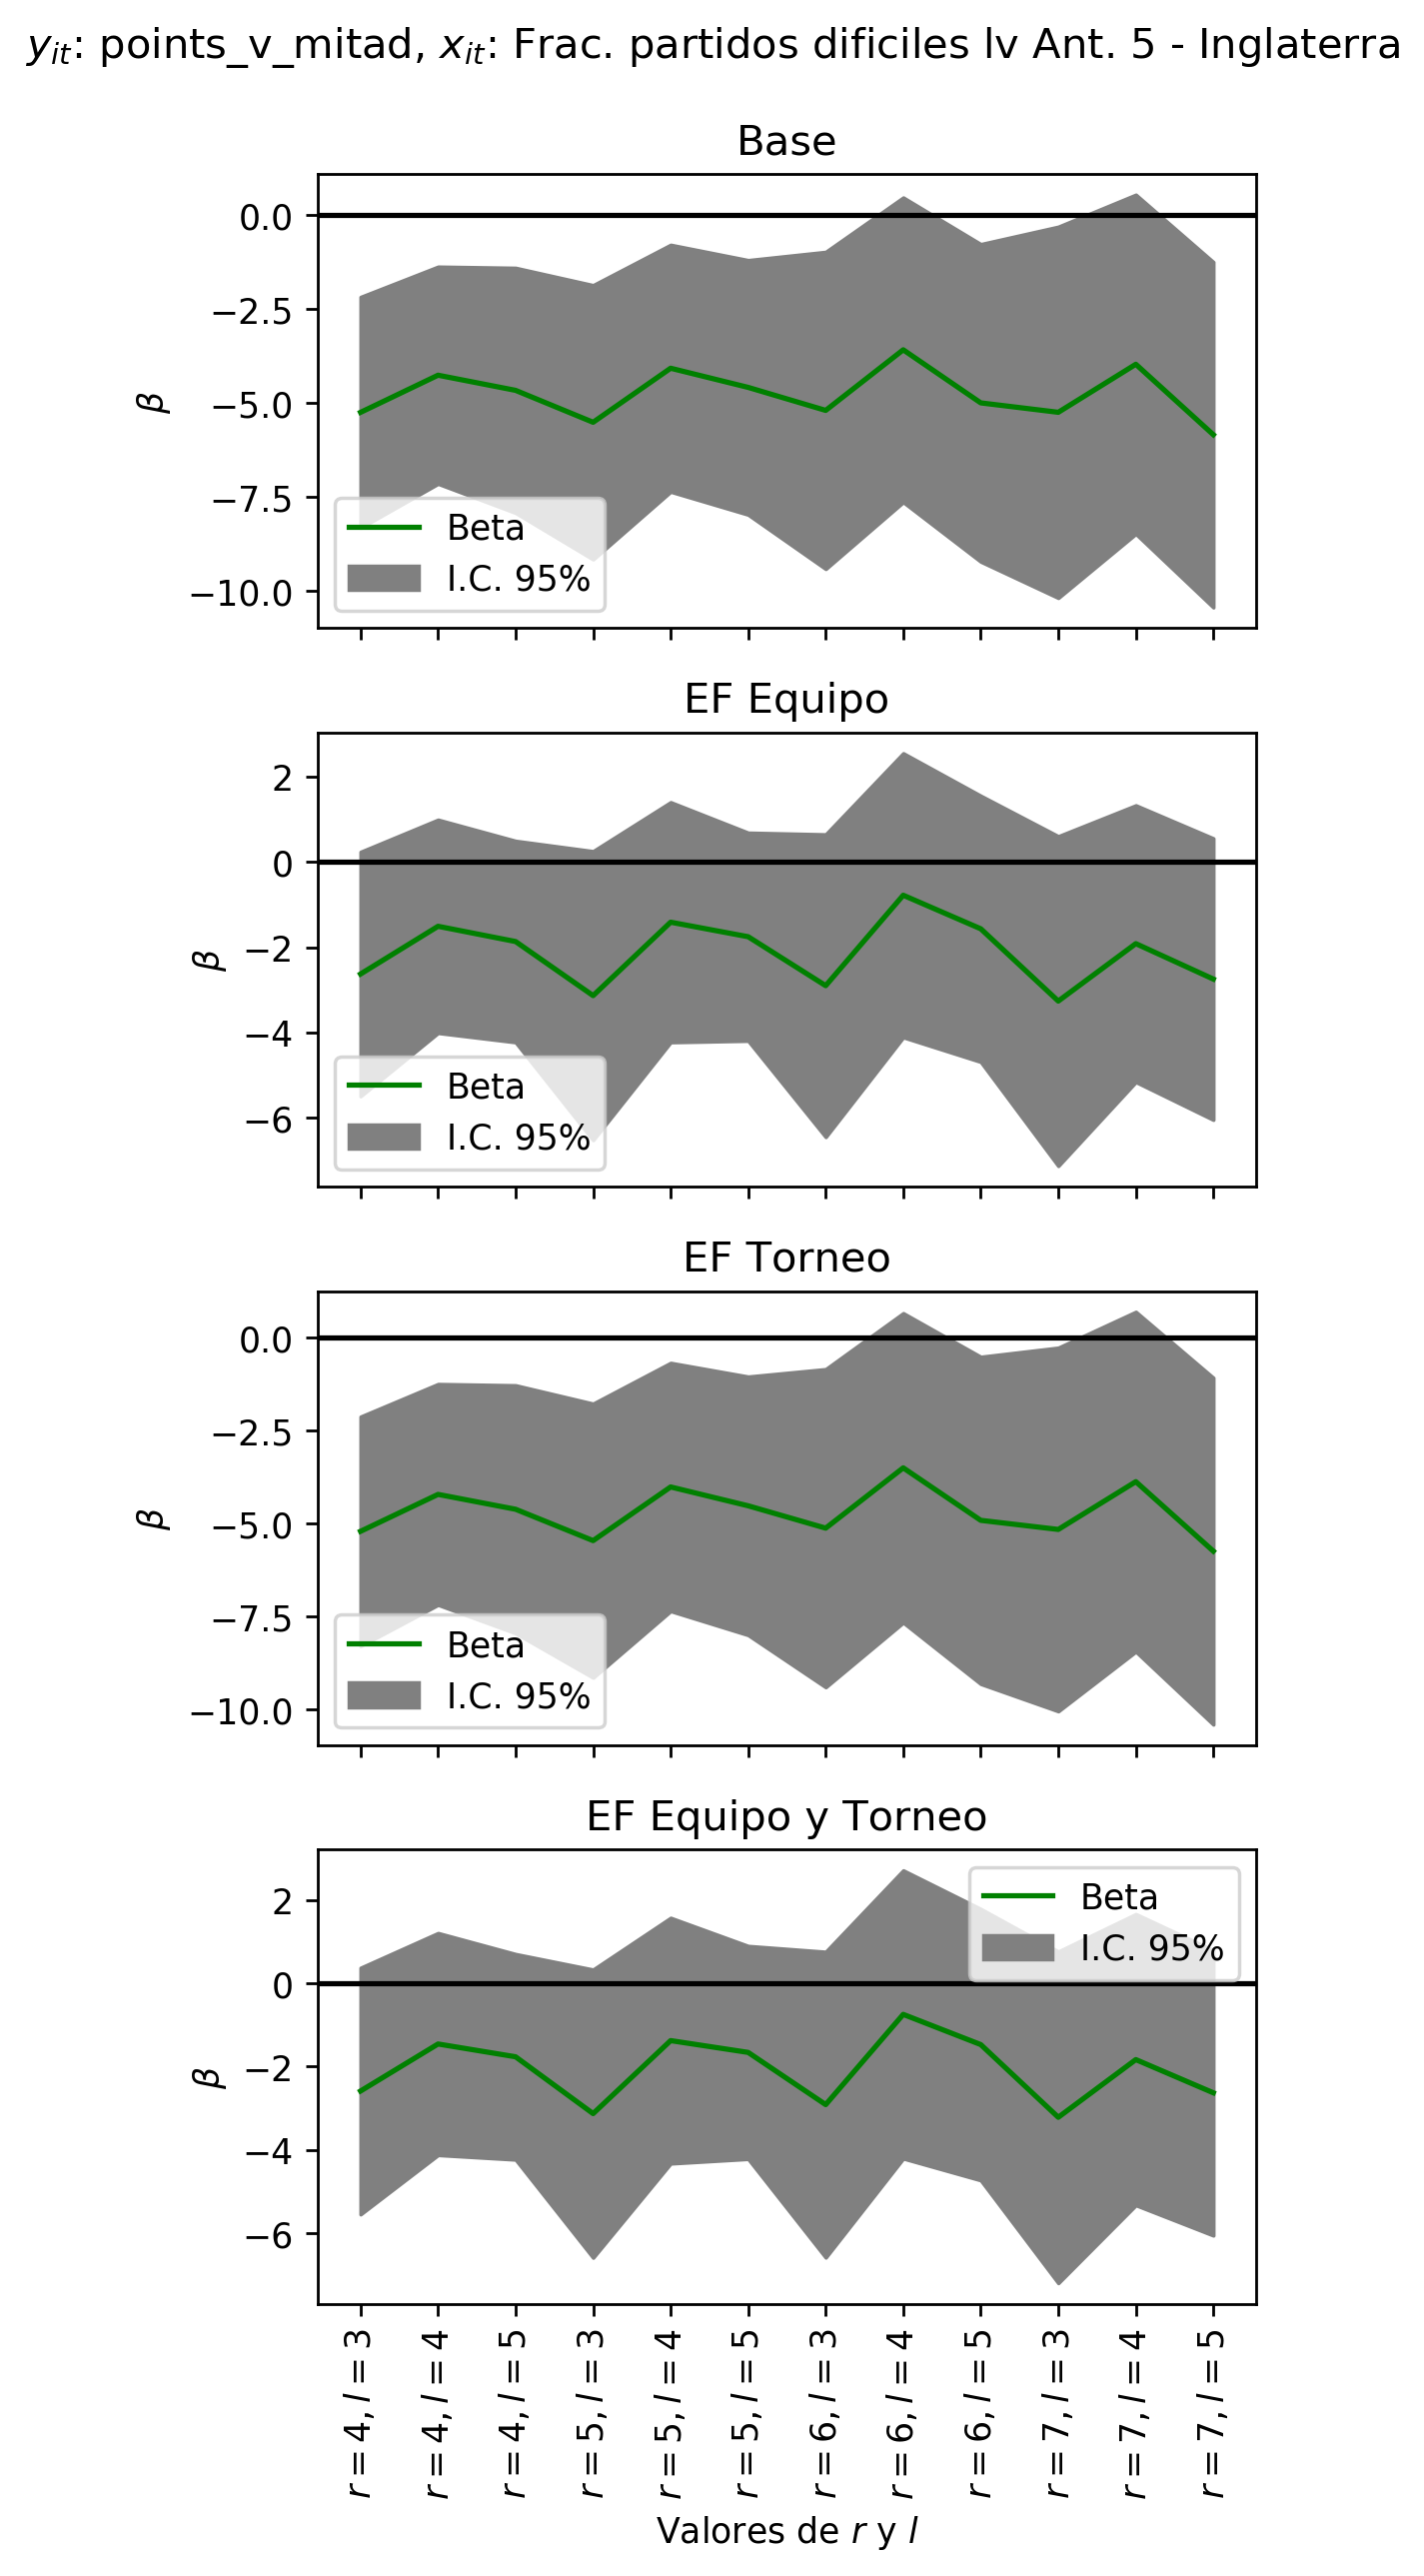 y_it: points_v_mitad, x_it: Frac. partidos dificiles lv Ant. 5 - Inglaterra
Base
0.0
−2.5
−5.0
−7.5
−10.0
β
Beta
I.C. 95%
EF Equipo
2
0
−2
−4
−6
β
Beta
I.C. 95%
EF Torneo
0.0
−2.5
−5.0
−7.5
−10.0
β
Beta
I.C. 95%
EF Equipo y Torneo
2
0
−2
−4
−6
β
Beta
I.C. 95%
r = 4, l = 3
r = 4, l = 4
r = 4, l = 5
r = 5, l = 3
r = 5, l = 4
r = 5, l = 5
r = 6, l = 3
r = 6, l = 4
r = 6, l = 5
r = 7, l = 3
r = 7, l = 4
r = 7, l = 5
Valores de r y l